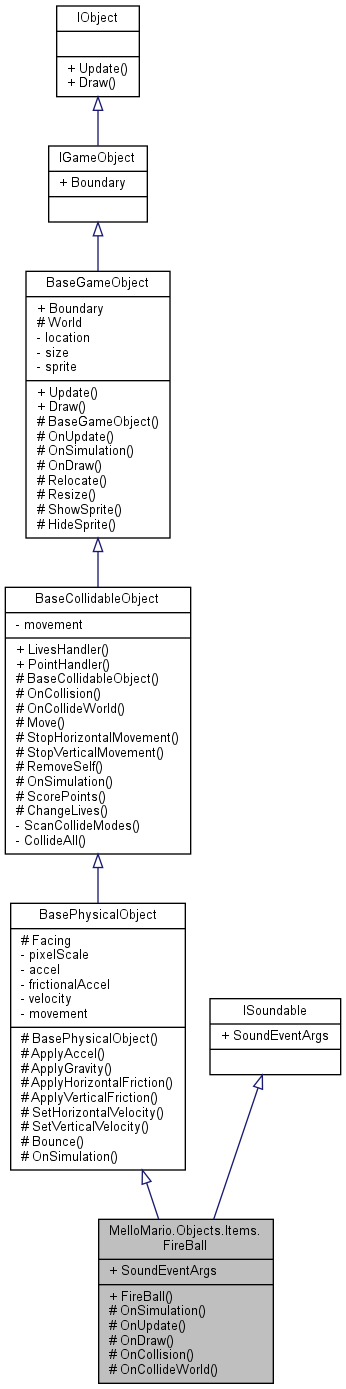 IObject
+ Update()
+ Draw()
IGameObject
+ Boundary
BaseGameObject
+ Boundary
# World
- location
- size
- sprite
+ Update()
+ Draw()
# BaseGameObject()
# OnUpdate()
# OnSimulation()
# OnDraw()
# Relocate()
# Resize()
# ShowSprite()
# HideSprite()
BaseCollidableObject
- movement
+ LivesHandler()
+ PointHandler()
# BaseCollidableObject()
# OnCollision()
# OnCollideWorld()
# Move()
# StopHorizontalMovement()
# StopVerticalMovement()
# RemoveSelf()
# OnSimulation()
# ScorePoints()
# ChangeLives()
- ScanCollideModes()
- CollideAll()
BasePhysicalObject
# Facing
- pixelScale
- accel
- frictionalAccel
- velocity
- movement
# BasePhysicalObject()
# ApplyAccel()
# ApplyGravity()
# ApplyHorizontalFriction()
# ApplyVerticalFriction()
# SetHorizontalVelocity()
# SetVerticalVelocity()
# Bounce()
# OnSimulation()
ISoundable
+ SoundEventArgs
MelloMario.Objects.Items.
FireBall
+ SoundEventArgs
+ FireBall()
# OnSimulation()
# OnUpdate()
# OnDraw()
# OnCollision()
# OnCollideWorld()